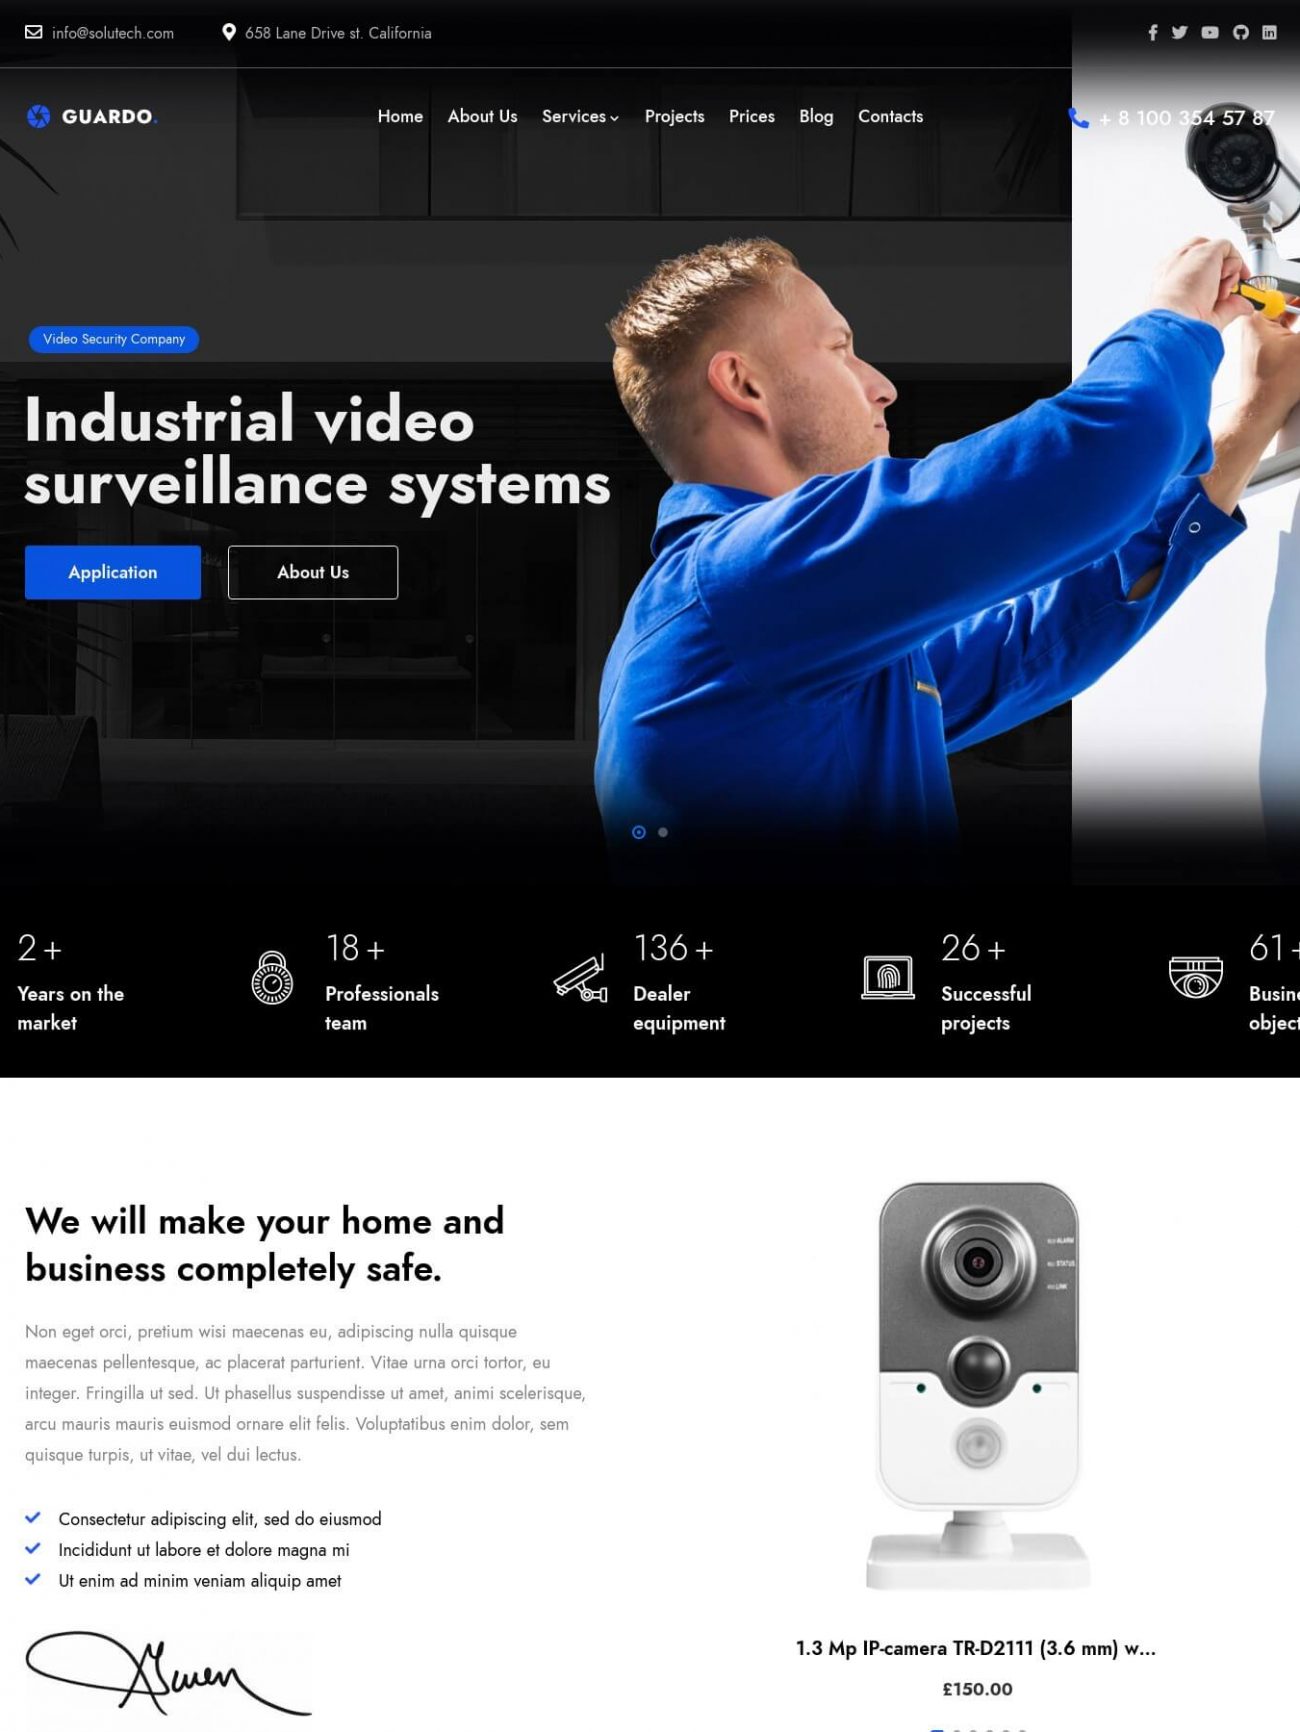 info@solutech.com
658 Lane Drive st. California
GUARDO.
Home About Us Services Projects Prices Blog Contacts
+ 8 100 354 57 87
Video Security Company
Industrial video
surveillance systems
Application
About Us
2 +
Years on the
market
18 +
Professionals
team
136 +
Dealer
equipment
26 +
Successful
projects
61 +
We will make your home and
business completely safe.
Non eget orci, pretium wisi maecenas eu, adipiscing nulla quisque
maecenas pellentesque, ac placerat parturient. Vitae urna orci tortor, eu
integer. Fringilla ut sed. Ut phasellus suspendisse ut amet, animi scelerisque,
arcu mauris mauris euismod ornare elit felis. Voluptatibus enim dolor, sem
quisque turpis, ut vitae, vel dui lectus.
Consectetur adipiscing elit, sed do eiusmod
Incididunt ut labore et dolore magna mi
Ut enim ad minim veniam aliquip amet
ALARM
STATUS
LINK
1.3 Mp IP-camera TR-D2111 (3.6 mm) w...
£150.00